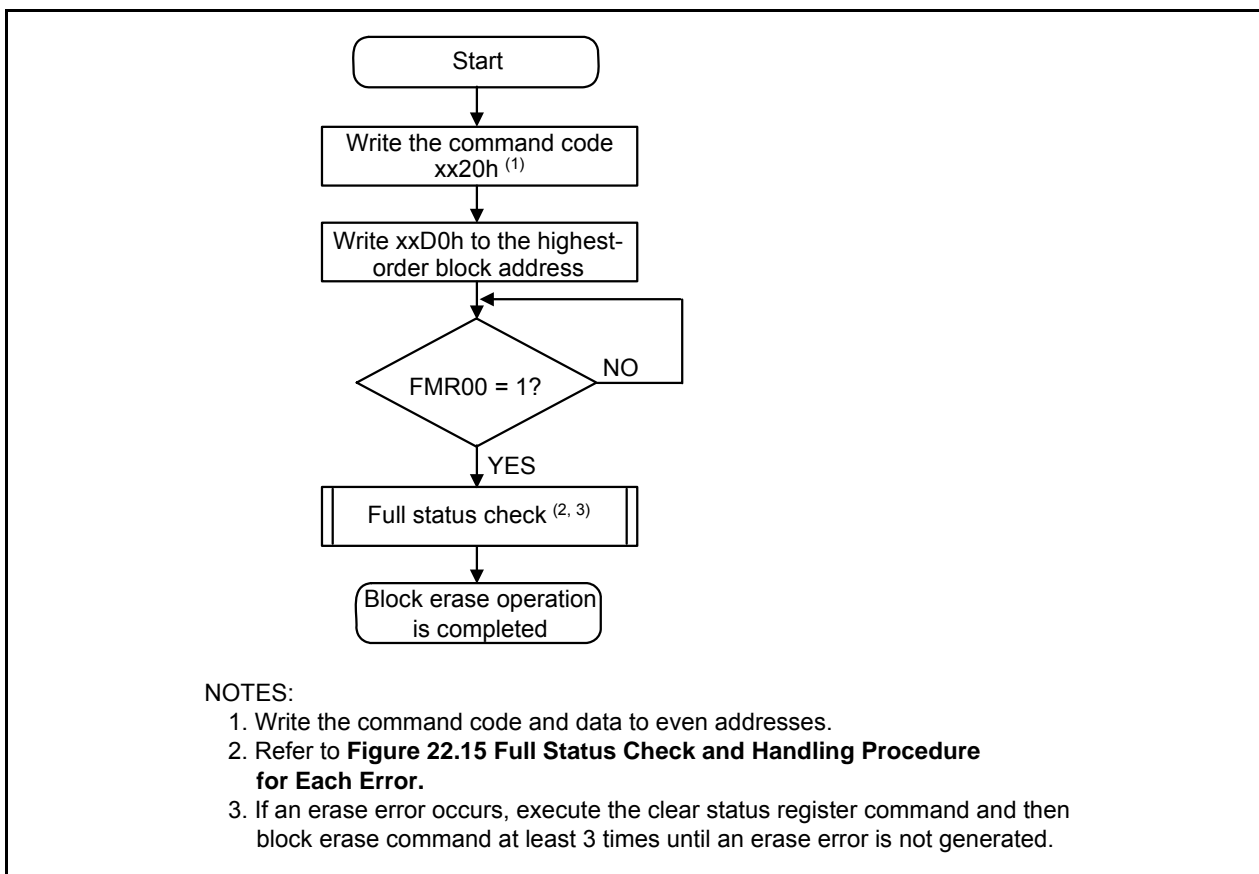 Start
Write the command code
xx20h (1)
Write xxD0h to the highest-
order block address
NO
FMR00 = 1?
YES
Full status check (2, 3)
Block erase operation
is completed
NOTES:
1. Write the command code and data to even addresses.
2. Refer to Figure 22.15 Full Status Check and Handling Procedure
for Each Error.
3. If an erase error occurs, execute the clear status register command and then
block erase command at least 3 times until an erase error is not generated.